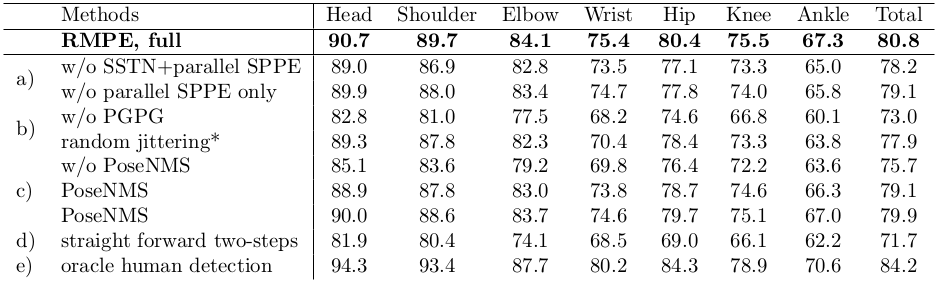 Methods Head Shoulder Elbow Wrist Hip Knee Ankle Total
RMPE, full 90.7 89.7 84.1 75.4 80.4 75.5 67.3 80.8
a) w/o SSTN+parallel SPPE 89.0 86.9 82.8 73.5 77.1 73.3 65.0 78.2
w/o parallel SPPE only 89.9 88.0 83.4 74.7 77.8 74.0 65.8 79.1
b) w/o PGPG 82.8 81.0 77.5 68.2 74.6 66.8 60.1 73.0
random jittering* 89.3 87.8 82.3 70.4 78.4 73.3 63.8 77.9
w/o PoseNMS 85.1 83.6 79.2 69.8 76.4 72.2 63.6 75.7
c) PoseNMS 88.9 87.8 83.0 73.8 78.7 74.6 66.3 79.1
PoseNMS 90.0 88.6 83.7 74.6 79.7 75.1 67.0 79.9
d) straight forward two-steps 81.9 80.4 74.1 68.5 69.0 66.1 62.2 71.7
e) oracle human detection 94.3 93.4 87.7 80.2 84.3 78.9 70.6 84.2